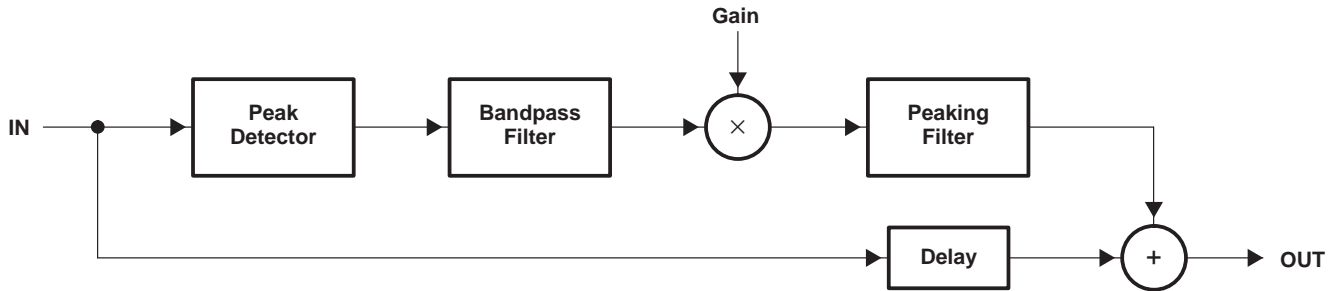 Gain
IN
Peak
Detector
Bandpass
Filter
×
Peaking
Filter
Delay
+
OUT